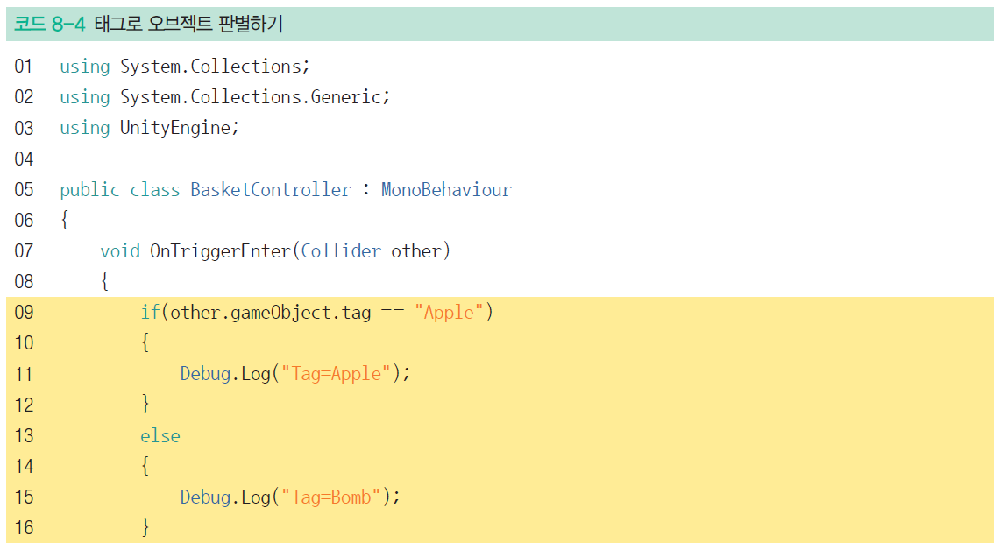 코드 8-4 태그로 오브젝트 판별하기
01 using System.Collections;
02 using System.Collections.Generic;
03 using UnityEngine;
04
05 public class BasketController : MonoBehaviour
06 {
07     void OnTriggerEnter(Collider other)
08     {
09         if(other.gameObject.tag == "Apple")
10         {
11             Debug.Log("Tag=Apple");
12         }
13         else
14         {
15             Debug.Log("Tag=Bomb");
16         }